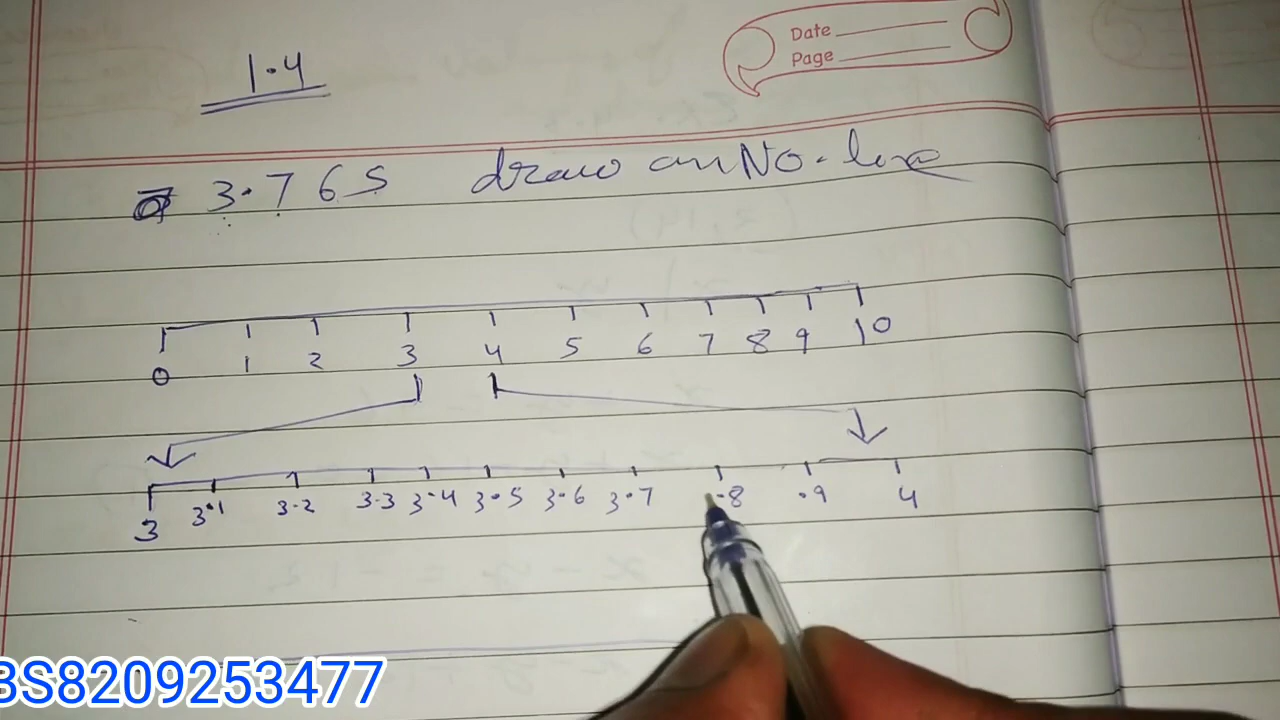 Date
Page
1.4
Q 3.765 draw on No. line
0 1 2 3 4 5 6 7 8 9 10
3 3.1 3.2 3.3 3.4 3.5 3.6 3.7 .8 .9 4
3S8209253477